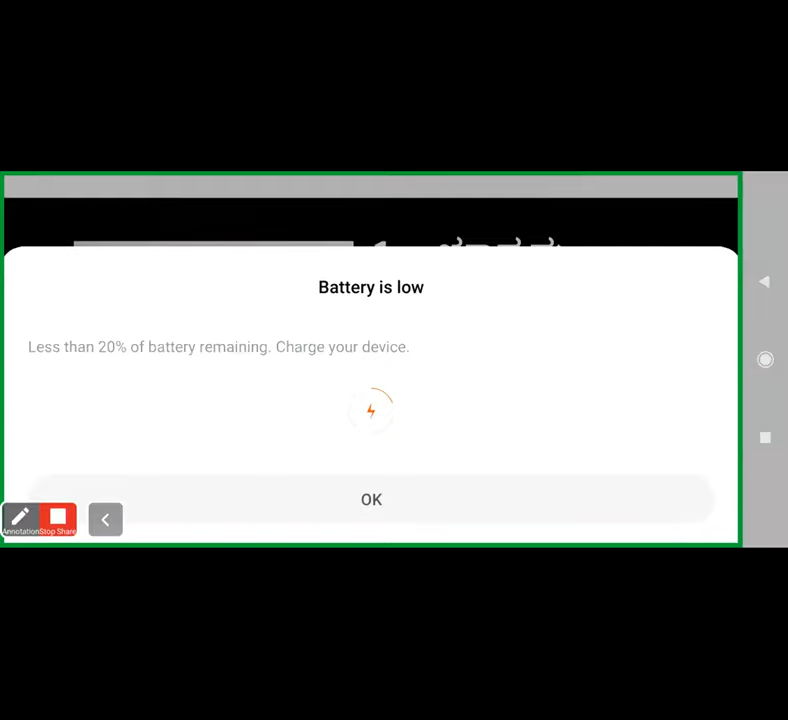 Battery is low
Less than 20% of battery remaining. Charge your device.
OK
Annotation Stop Share